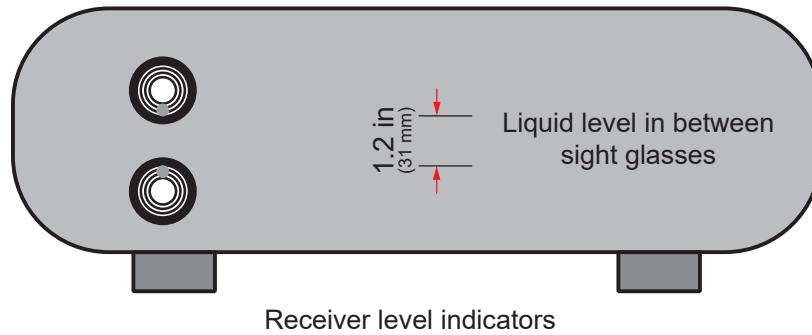 1.2 in
(31 mm)
Liquid level in between
sight glasses
Receiver level indicators